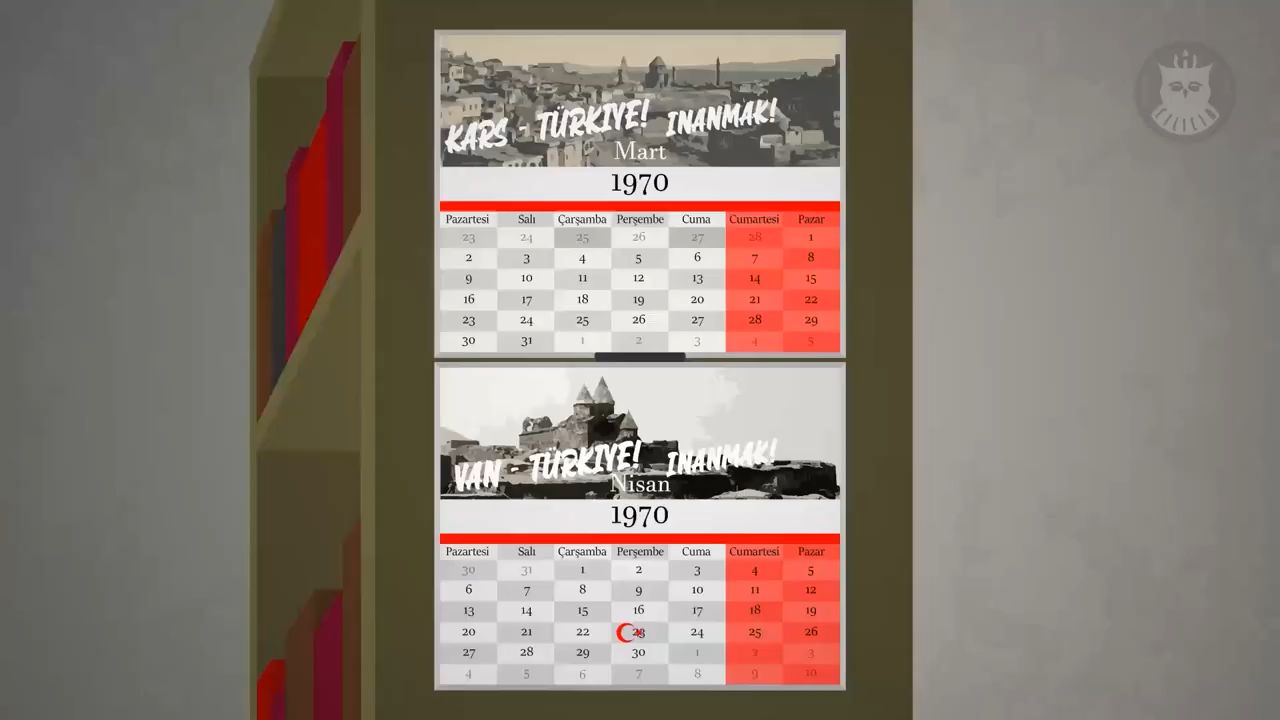 KARS - TÜRKIYE! INANMAK!
Mart
1970
Pazartesi Salı Çarşamba Perşembe Cuma Cumartesi Pazar
23 24 25 26 27 28 1
2 3 4 5 6 7 8
9 10 11 12 13 14 15
16 17 18 19 20 21 22
23 24 25 26 27 28 29
30 31 1 2 3 4 5
VAN - TÜRKIYE! INANMAK!
Nisan
1970
Pazartesi Salı Çarşamba Perşembe Cuma Cumartesi Pazar
30 31 1 2 3 4 5
6 7 8 9 10 11 12
13 14 15 16 17 18 19
20 21 22 23 24 25 26
27 28 29 30 1 2 3
4 5 6 7 8 9 10